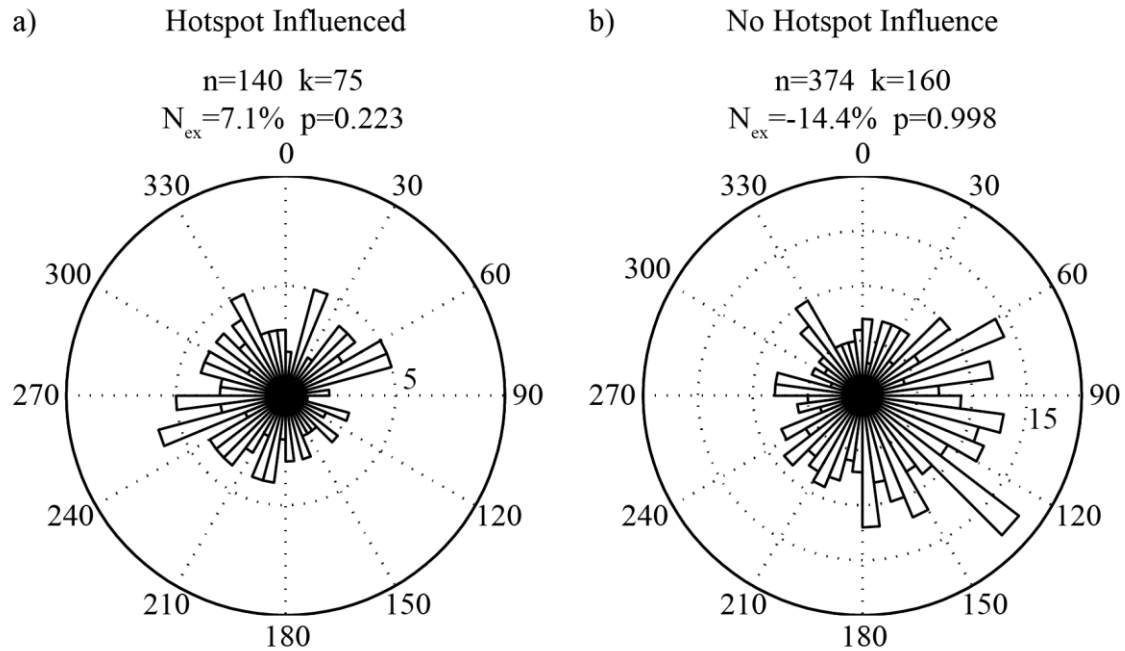 a) Hotspot Influenced
n=140 k=75
N_ex=7.1% p=0.223
0
330 30
300 60
5
270 90
240 120
210 150
180
b) No Hotspot Influence
n=374 k=160
N_ex=-14.4% p=0.998
0
330 30
300 60
270 90
15
240 120
210 150
180